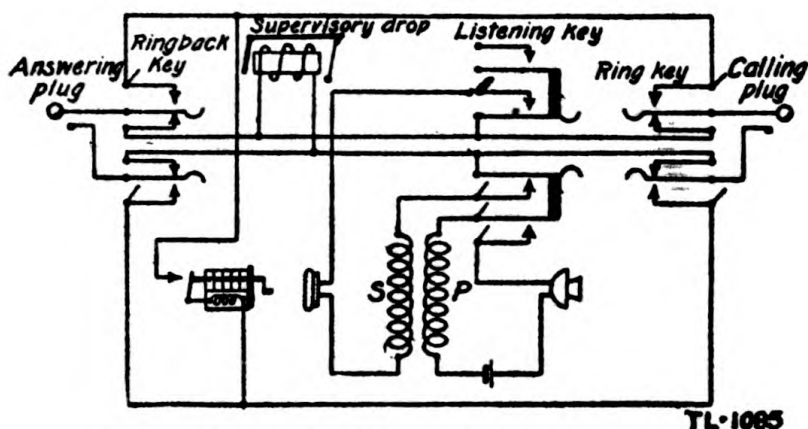 Supervisory drop
Listening key
Ringback
key
Ring key
Calling
plug
Answering
plug
S
P
TL-1085